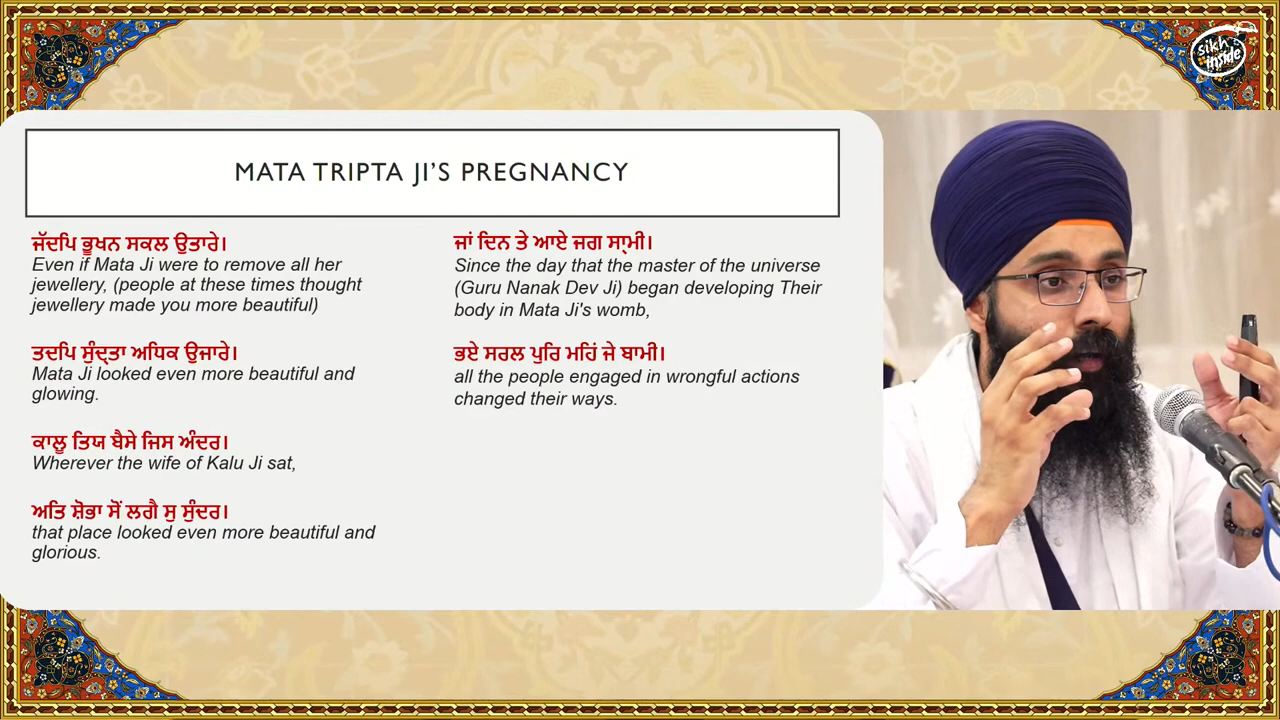 sikh
inside
MATA TRIPTA JI'S PREGNANCY
ਜੱਦਪਿ ਭੂਖਨ ਸਕਲ ਉਤਾਰੇ।
Even if Mata Ji were to remove all her
jewellery, (people at these times thought
jewellery made you more beautiful)
ਤਦਪਿ ਸੁੰਦ੍ਤਾ ਅਧਿਕ ਉਜਾਰੇ।
Mata Ji looked even more beautiful and
glowing.
ਕਾਲੂ ਤਿਯ ਬੈਸੇ ਜਿਸ ਅੰਦਰ।
Wherever the wife of Kalu Ji sat,
ਅਤਿ ਸ਼ੋਭਾ ਸੋਂ ਲਗੈ ਸੁ ਸੁੰਦਰ।
that place looked even more beautiful and
glorious.
ਜਾਂ ਦਿਨ ਤੇ ਆਏ ਜਗ ਸਾ੍ਮੀ।
Since the day that the master of the universe
(Guru Nanak Dev Ji) began developing Their
body in Mata Ji's womb,
ਭਏ ਸਰਲ ਪੁਰਿ ਮਹਿਂ ਜੇ ਬਾਮੀ।
all the people engaged in wrongful actions
changed their ways.